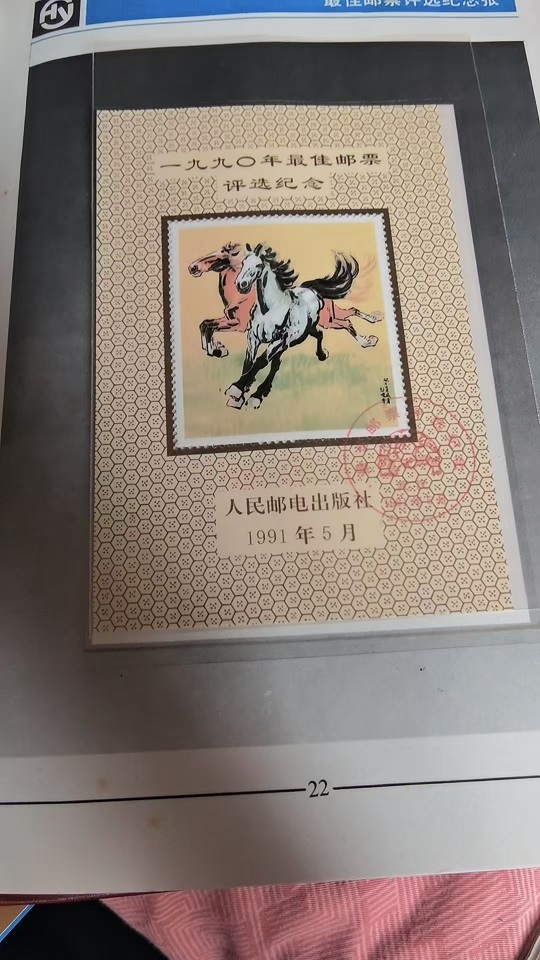 最佳邮票评选纪念张
一九九〇年最佳邮票
评选纪念
人民邮电出版社
1991年5月
22